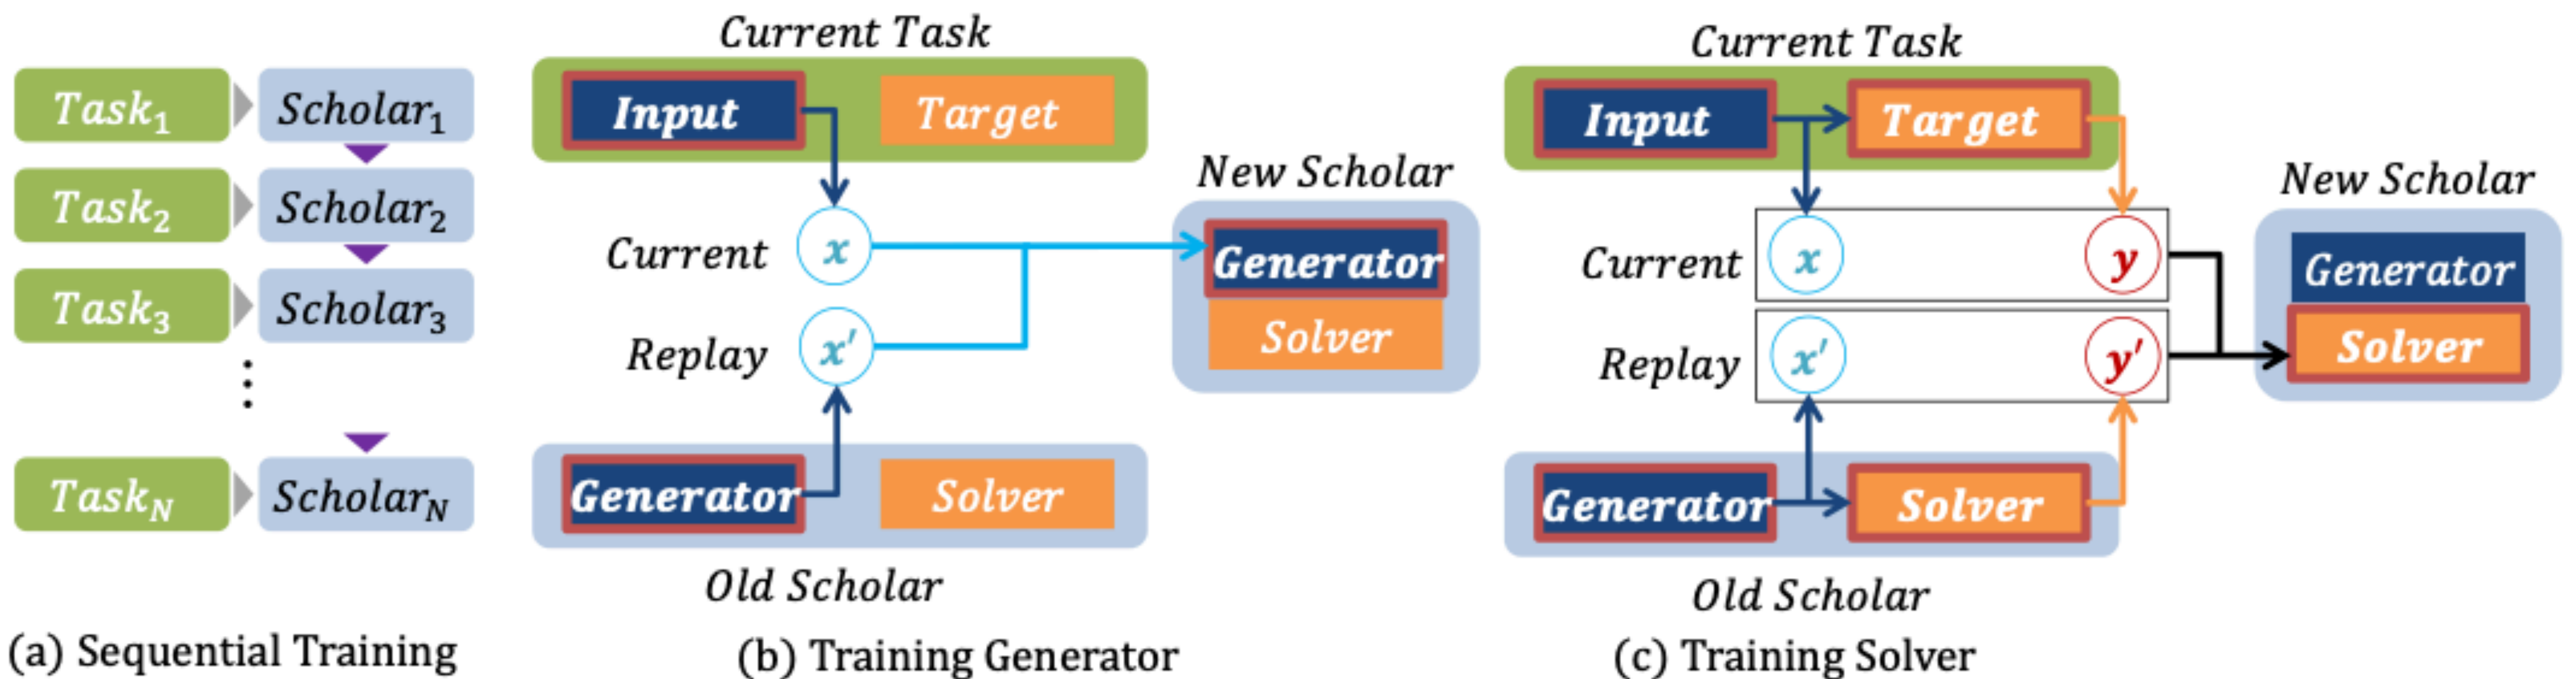 Task₁ Scholar₁
Task₂ Scholar₂
Task₃ Scholar₃
⋮
Task_N Scholar_N
(a) Sequential Training
Current Task
Input Target
Current x
Replay x′
New Scholar
Generator
Solver
Generator Solver
Old Scholar
(b) Training Generator
Current Task
Input Target
Current x y
Replay x′ y′
New Scholar
Generator
Solver
Generator Solver
Old Scholar
(c) Training Solver